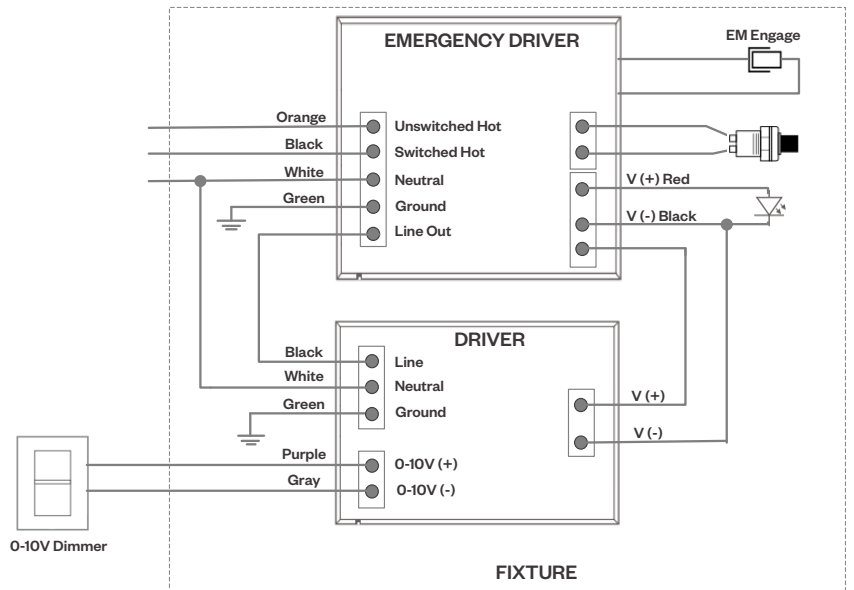 EMERGENCY DRIVER
EM Engage
Orange
Unswitched Hot
Black
Switched Hot
White
Neutral
V (+) Red
Green
Ground
V (-) Black
Line Out
DRIVER
Black
Line
White
Neutral
V (+)
Green
Ground
V (-)
Purple
0-10V (+)
Gray
0-10V (-)
0-10V Dimmer
FIXTURE